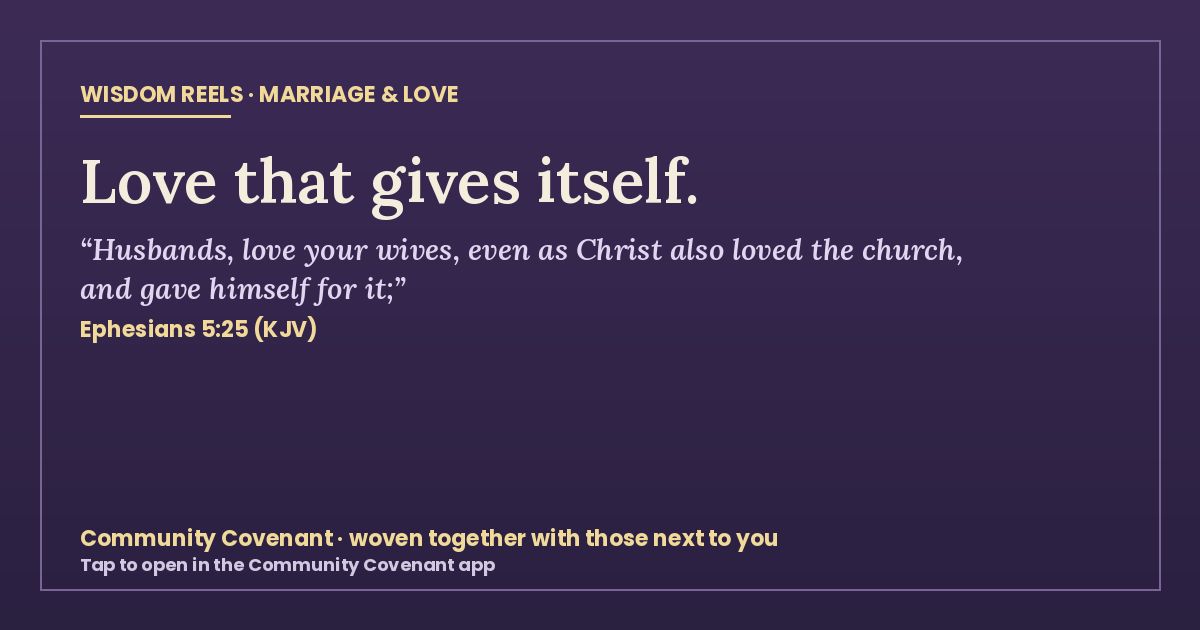 WISDOM REELS · MARRIAGE & LOVE
Love that gives itself.
“Husbands, love your wives, even as Christ also loved the church,
and gave himself for it;”
Ephesians 5:25 (KJV)
Community Covenant · woven together with those next to you
Tap to open in the Community Covenant app